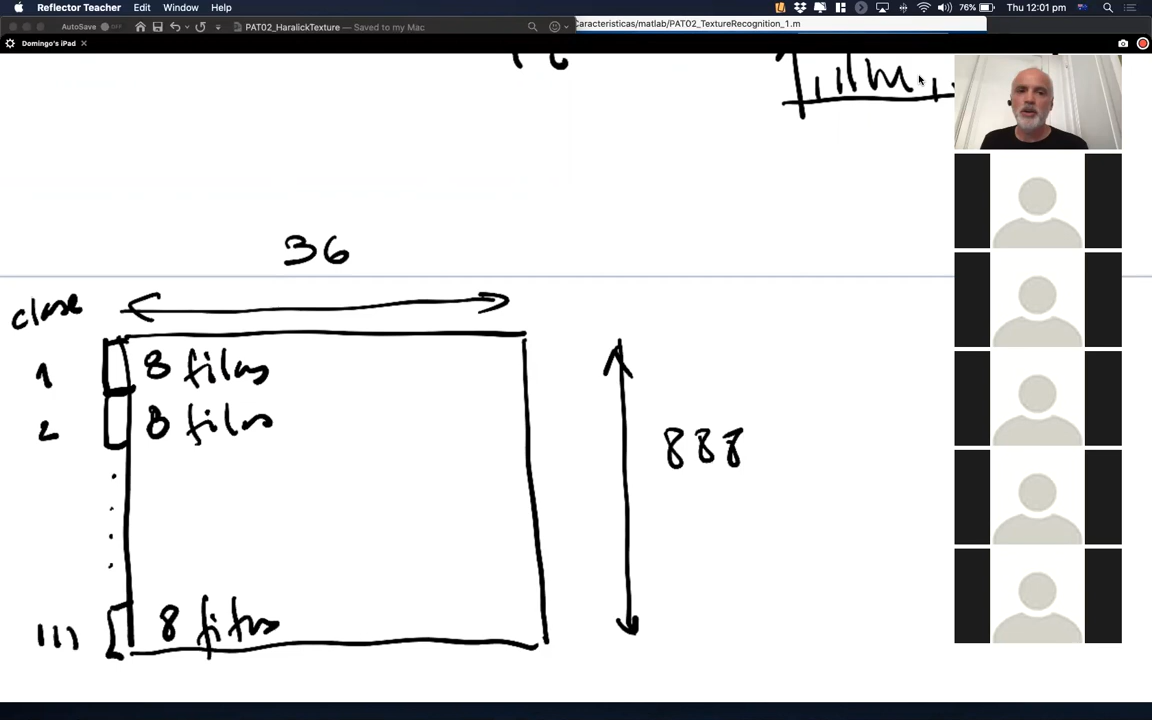 Reflector Teacher Edit Window Help
76% Thu 12:01 PM
AutoSave OFF PAT02_HaralickTexture — Saved to my Mac
Caracteristicas/matlab/PAT02_TextureRecognition_1.m
Domingo's iPad
36
clase
1 8 filas
2 8 filas
888
111 8 filas